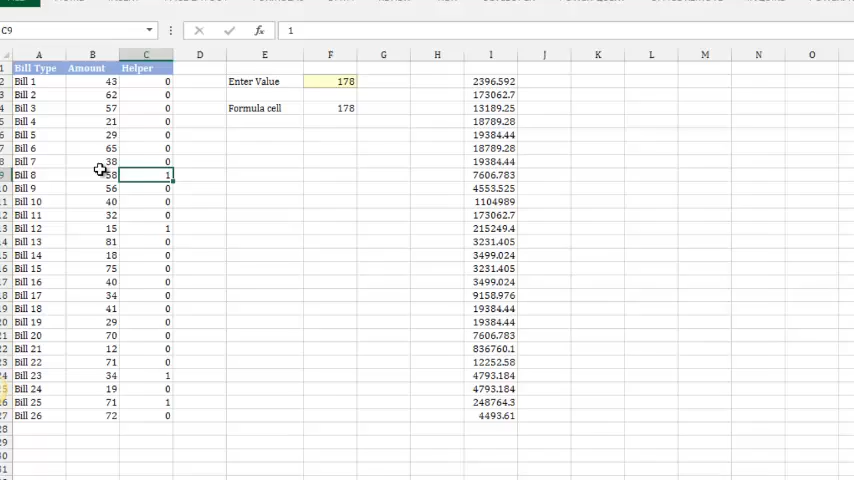 C9 1
A B C D E F G H I J K L M N O
1 Bill Type Amount Helper
2 Bill 1 43 0 Enter Value 178 2396.592
3 Bill 2 62 0 173062.7
4 Bill 3 57 0 Formula cell 178 13189.25
5 Bill 4 21 0 18789.28
6 Bill 5 29 0 19384.44
7 Bill 6 65 0 18789.28
8 Bill 7 38 0 19384.44
9 Bill 8 58 1 7606.783
10 Bill 9 56 0 4553.525
11 Bill 10 40 0 1104989
12 Bill 11 32 0 173062.7
13 Bill 12 15 1 215249.4
14 Bill 13 81 0 3231.405
15 Bill 14 18 0 3499.024
16 Bill 15 75 0 3231.405
17 Bill 16 40 0 3499.024
18 Bill 17 34 0 9158.976
19 Bill 18 41 0 19384.44
20 Bill 19 29 0 19384.44
21 Bill 20 70 0 7606.783
22 Bill 21 12 0 836760.1
23 Bill 22 71 0 12252.58
24 Bill 23 34 1 4793.184
25 Bill 24 19 0 4793.184
26 Bill 25 71 1 248764.3
27 Bill 26 72 0 4493.61
28
29
30
31